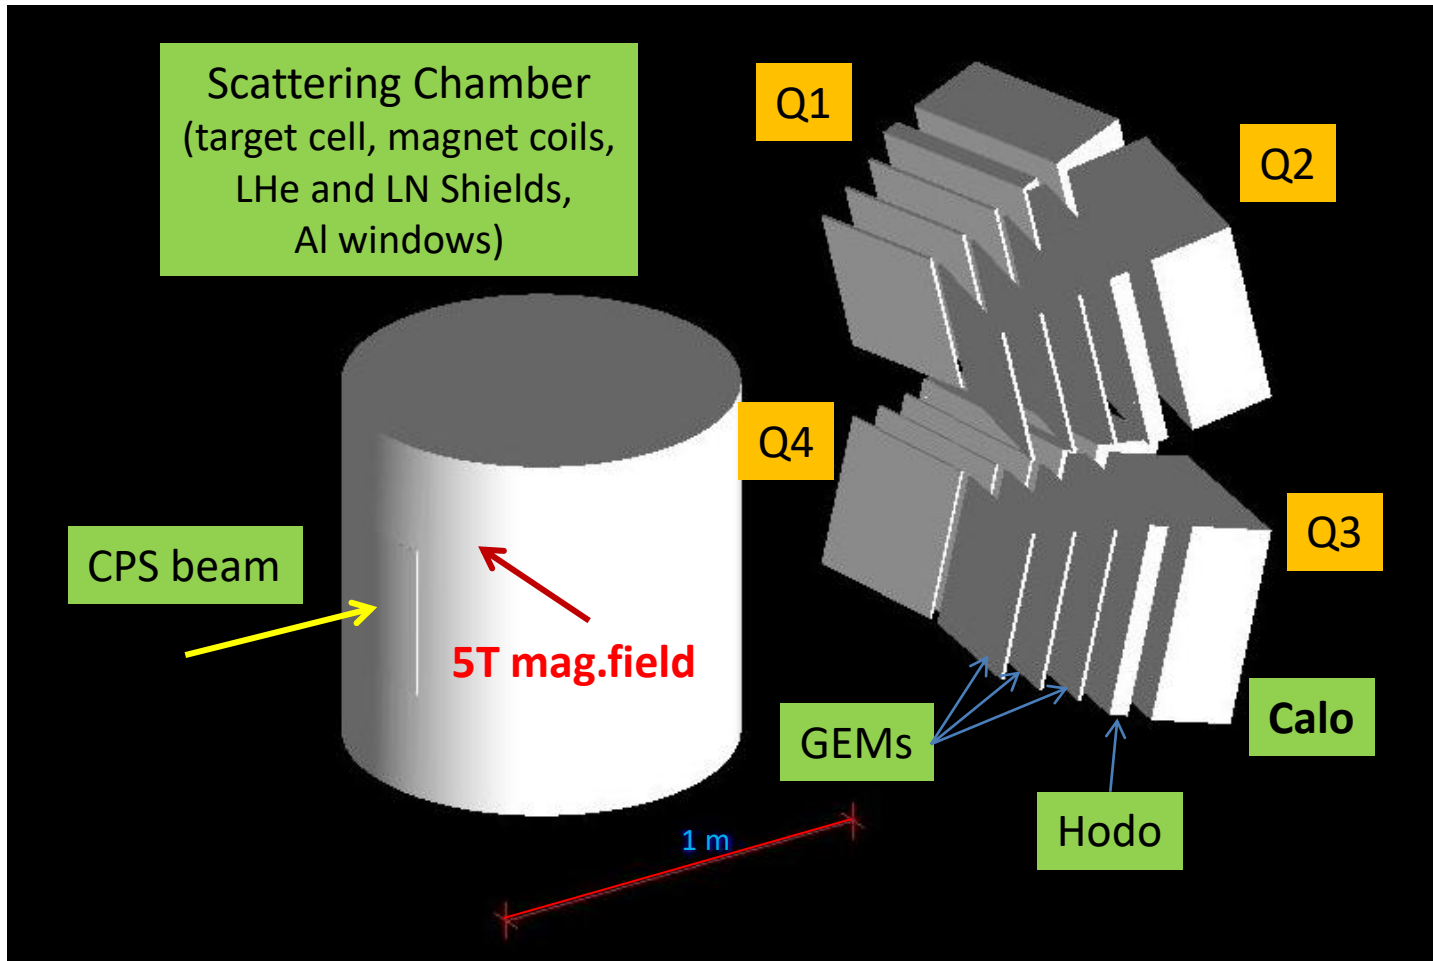 Scattering Chamber
(target cell, magnet coils,
LHe and LN Shields,
Al windows)
Q1
Q2
Q4
Q3
CPS beam
5T mag.field
GEMs
Calo
Hodo
1 m